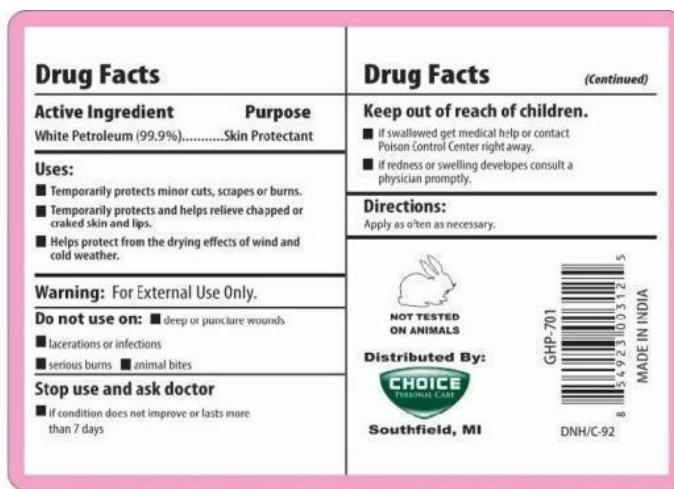 Drug Facts
Active Ingredient Purpose
White Petroleum (99.9%)...........Skin Protectant
Uses:
■ Temporarily protects minor cuts, scrapes or burns.
■ Temporarily protects and helps relieve chapped or
craked skin and lips.
■ Helps protect from the drying effects of wind and
cold weather.
Warning: For External Use Only.
Do not use on: ■ deep or puncture wounds
■ lacerations or infections
■ serious burns ■ animal bites
Stop use and ask doctor
■ if condition does not improve or lasts more
than 7 days
Drug Facts (Continued)
Keep out of reach of children.
■ if swallowed get medical help or contact
Poison Control Center right away.
■ if redness or swelling developes consult a
physician promptly.
Directions:
Apply as often as necessary.
NOT TESTED
ON ANIMALS
Distributed By:
CHOICE
PERSONAL CARE
Southfield, MI
GHP-701
8 54923 00312 5
MADE IN INDIA
DNH/C-92